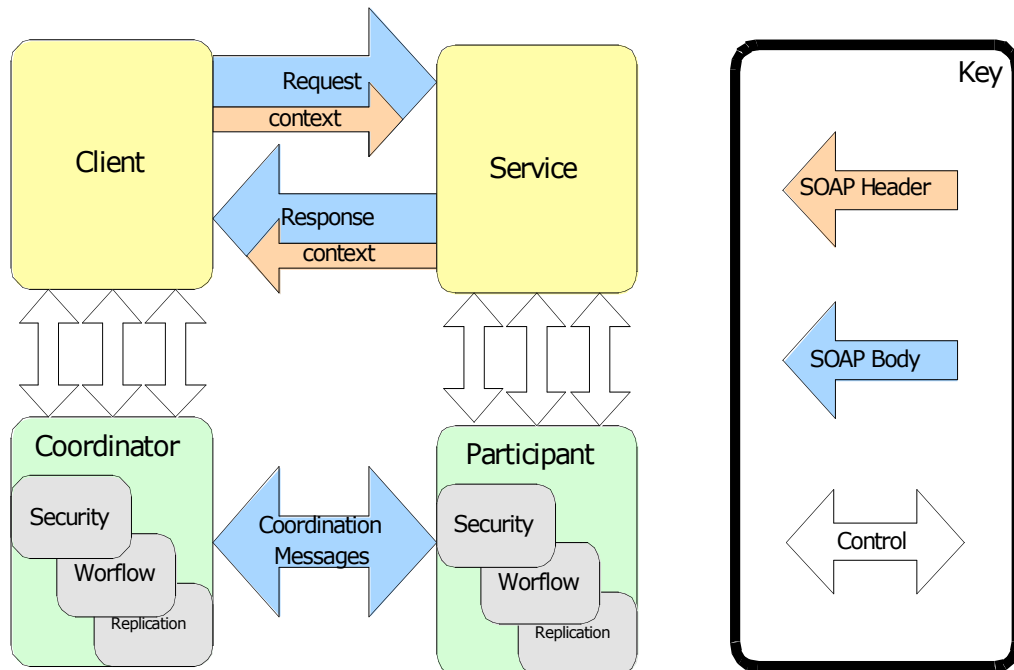 Request
context
Client
Service
Response
context
Coordinator
Security
Worflow
Replication
Coordination
Messages
Participant
Security
Worflow
Replication
Key
SOAP Header
SOAP Body
Control